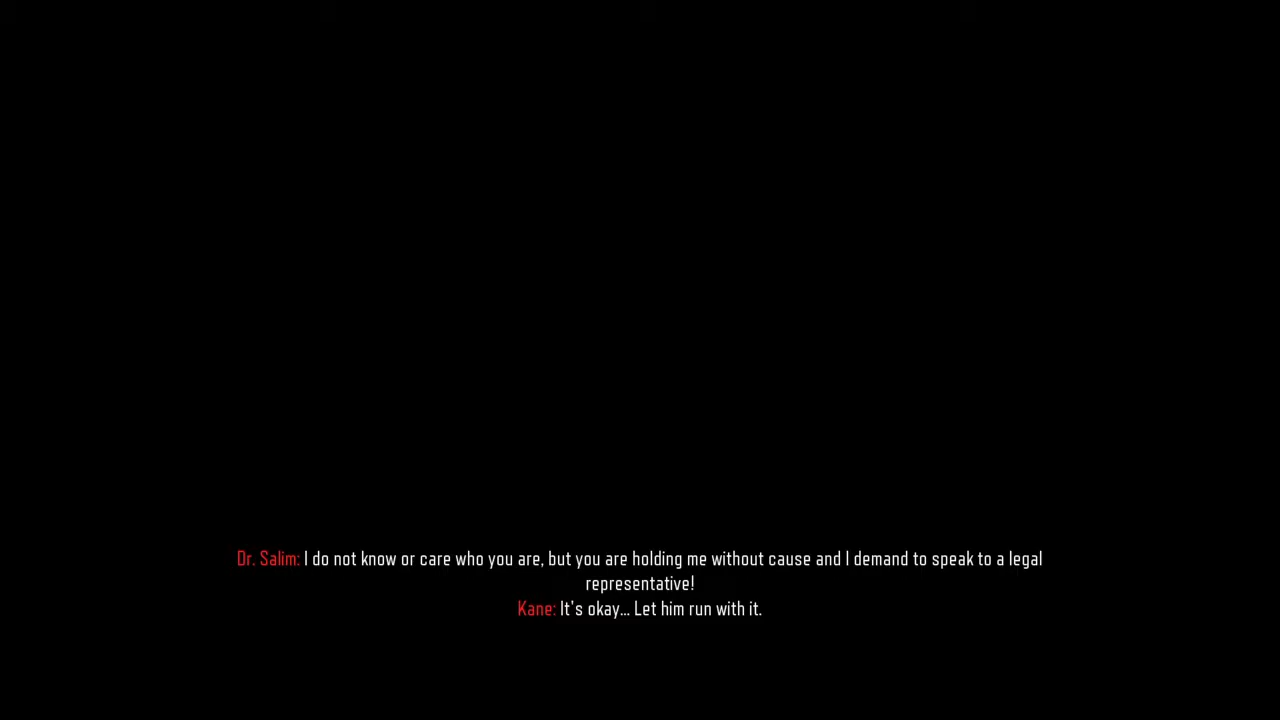 Dr. Salim: I do not know or care who you are, but you are holding me without cause and I demand to speak to a legal
representative!
Kane: It's okay... Let him run with it.